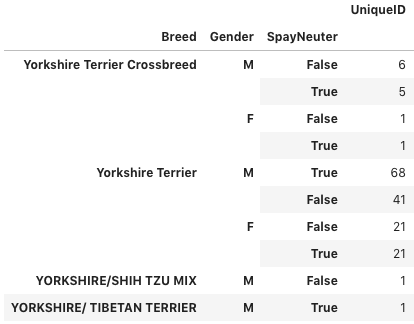 UniqueID
Breed Gender SpayNeuter
Yorkshire Terrier Crossbreed M False 6
True 5
F False 1
True 1
Yorkshire Terrier M True 68
False 41
F False 21
True 21
YORKSHIRE/SHIH TZU MIX M False 1
YORKSHIRE/ TIBETAN TERRIER M True 1